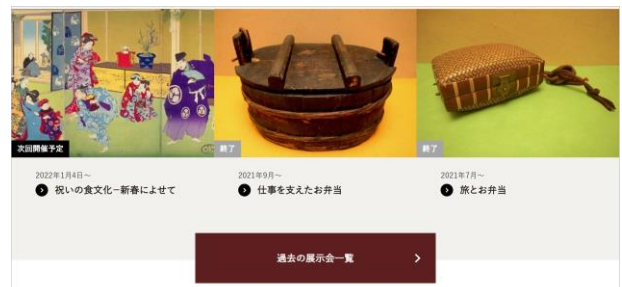 次回開催予定
終了
終了
2022年1月4日～
祝いの食文化−新春によせて
2021年9月～
仕事を支えたお弁当
2021年7月～
旅とお弁当
過去の展示会一覧